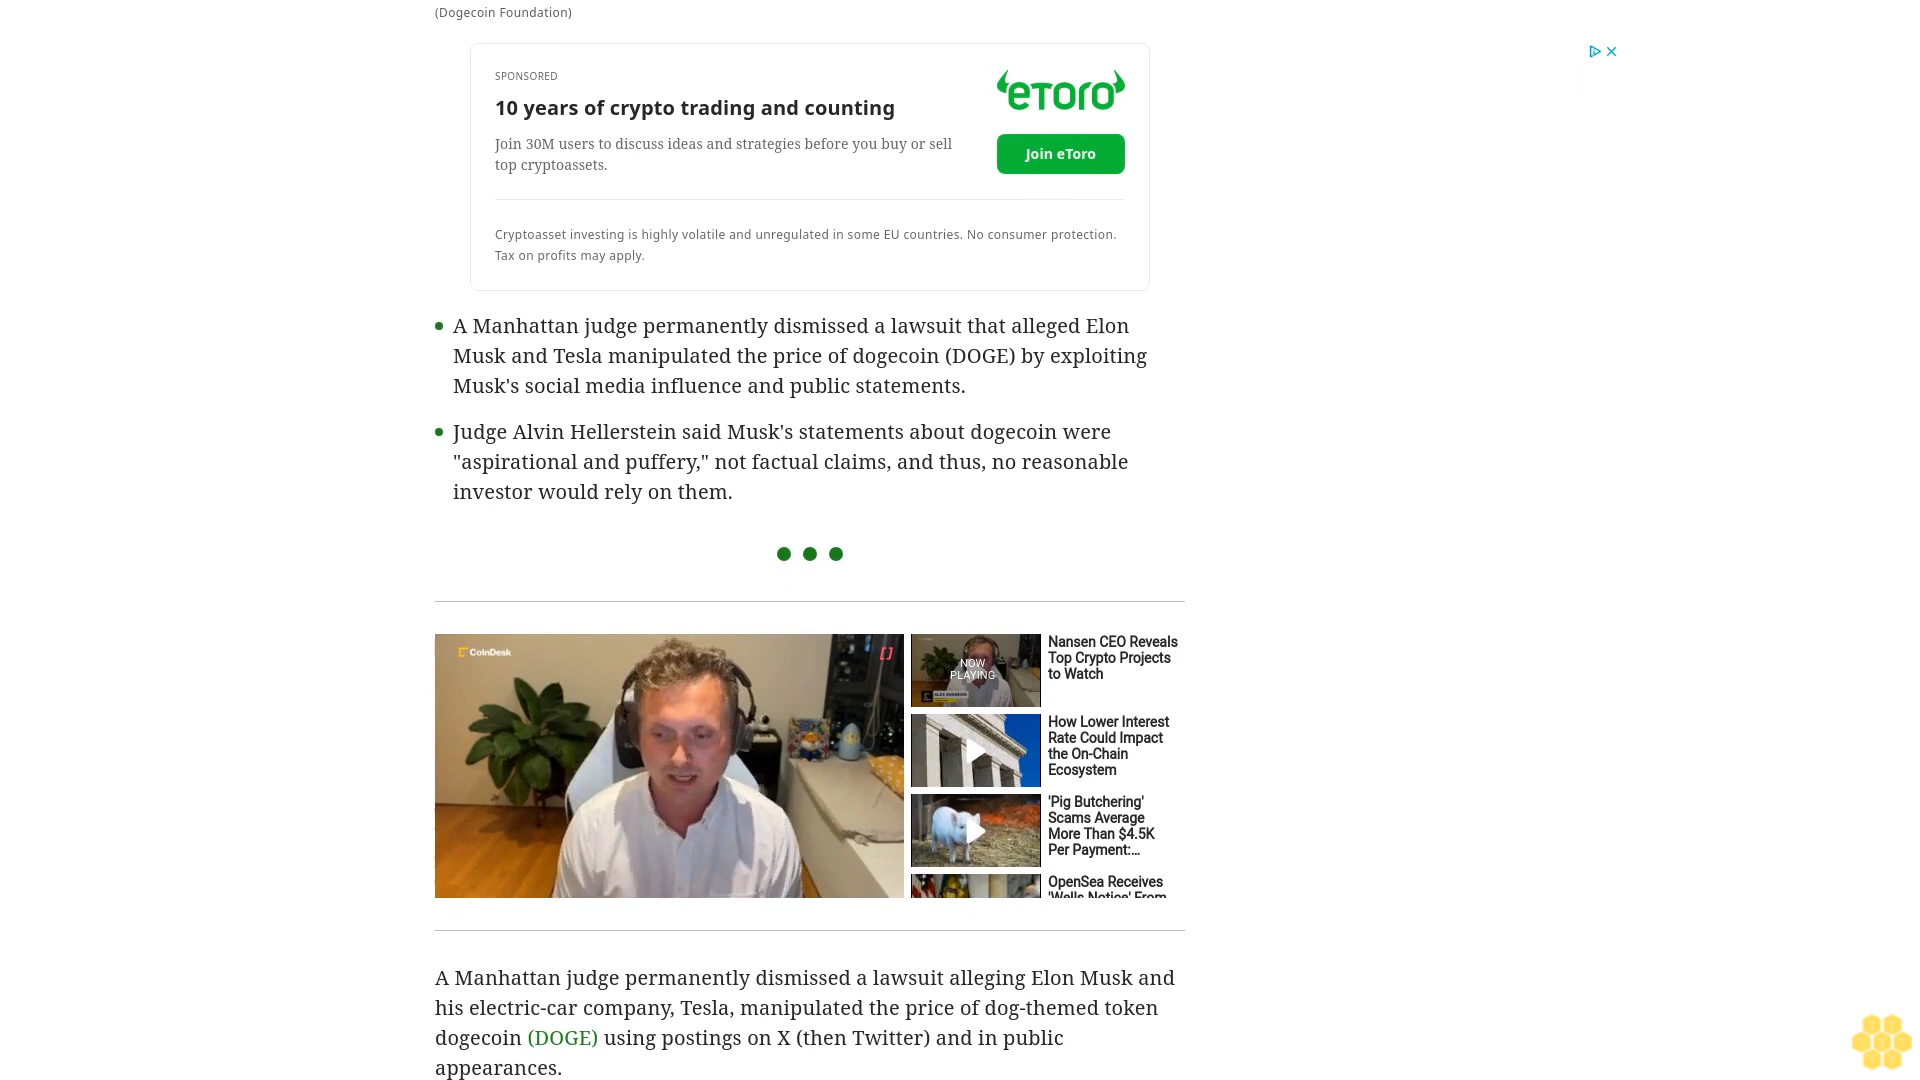 (Dogecoin Foundation)
SPONSORED
10 years of crypto trading and counting
Join 30M users to discuss ideas and strategies before you buy or sell
top cryptoassets.
eToro
Join eToro
Cryptoasset investing is highly volatile and unregulated in some EU countries. No consumer protection.
Tax on profits may apply.
A Manhattan judge permanently dismissed a lawsuit that alleged Elon
Musk and Tesla manipulated the price of dogecoin (DOGE) by exploiting
Musk's social media influence and public statements.
Judge Alvin Hellerstein said Musk's statements about dogecoin were
"aspirational and puffery," not factual claims, and thus, no reasonable
investor would rely on them.
CoinDesk
NOW
PLAYING
Nansen CEO Reveals
Top Crypto Projects
to Watch
How Lower Interest
Rate Could Impact
the On-Chain
Ecosystem
'Pig Butchering'
Scams Average
More Than $4.5K
Per Payment:...
OpenSea Receives
'Wells Notice' From
A Manhattan judge permanently dismissed a lawsuit alleging Elon Musk and
his electric-car company, Tesla, manipulated the price of dog-themed token
dogecoin (DOGE) using postings on X (then Twitter) and in public
appearances.